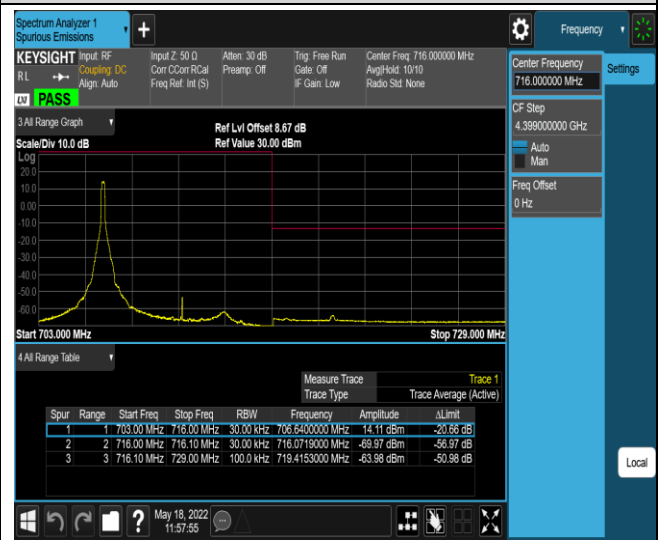 Spectrum Analyzer 1
Spurious Emissions
Frequency
KEYSIGHT
Input: RF
Coupling: DC
Align: Auto
Input Z: 50 Ω
Corr CCorr RCal
Freq Ref: Int (S)
Atten: 30 dB
Preamp: Off
Trig: Free Run
Gate: Off
IF Gain: Low
Center Freq: 716.000000 MHz
Avg|Hold: 10/10
Radio Std: None
R L
LXI PASS
Center Frequency
716.000000 MHz
Settings
CF Step
4.399000000 GHz
Auto
Man
Freq Offset
0 Hz
3 All Range Graph
Scale/Div 10.0 dB
Ref Lvl Offset 8.67 dB
Ref Value 30.00 dBm
Log
20.0
10.0
0.00
-10.0
-20.0
-30.0
-40.0
-50.0
-60.0
Start 703.000 MHz
Stop 729.000 MHz
4 All Range Table
Measure Trace Trace 1
Trace Type Trace Average (Active)
Spur Range Start Freq Stop Freq RBW Frequency Amplitude ΔLimit
1 1 703.00 MHz 716.00 MHz 30.00 kHz 706.6400000 MHz 14.11 dBm -20.66 dB
2 2 716.00 MHz 716.10 MHz 30.00 kHz 716.0719000 MHz -69.97 dBm -56.97 dB
3 3 716.10 MHz 729.00 MHz 100.0 kHz 719.4153000 MHz -63.98 dBm -50.98 dB
Local
May 18, 2022
11:57:55